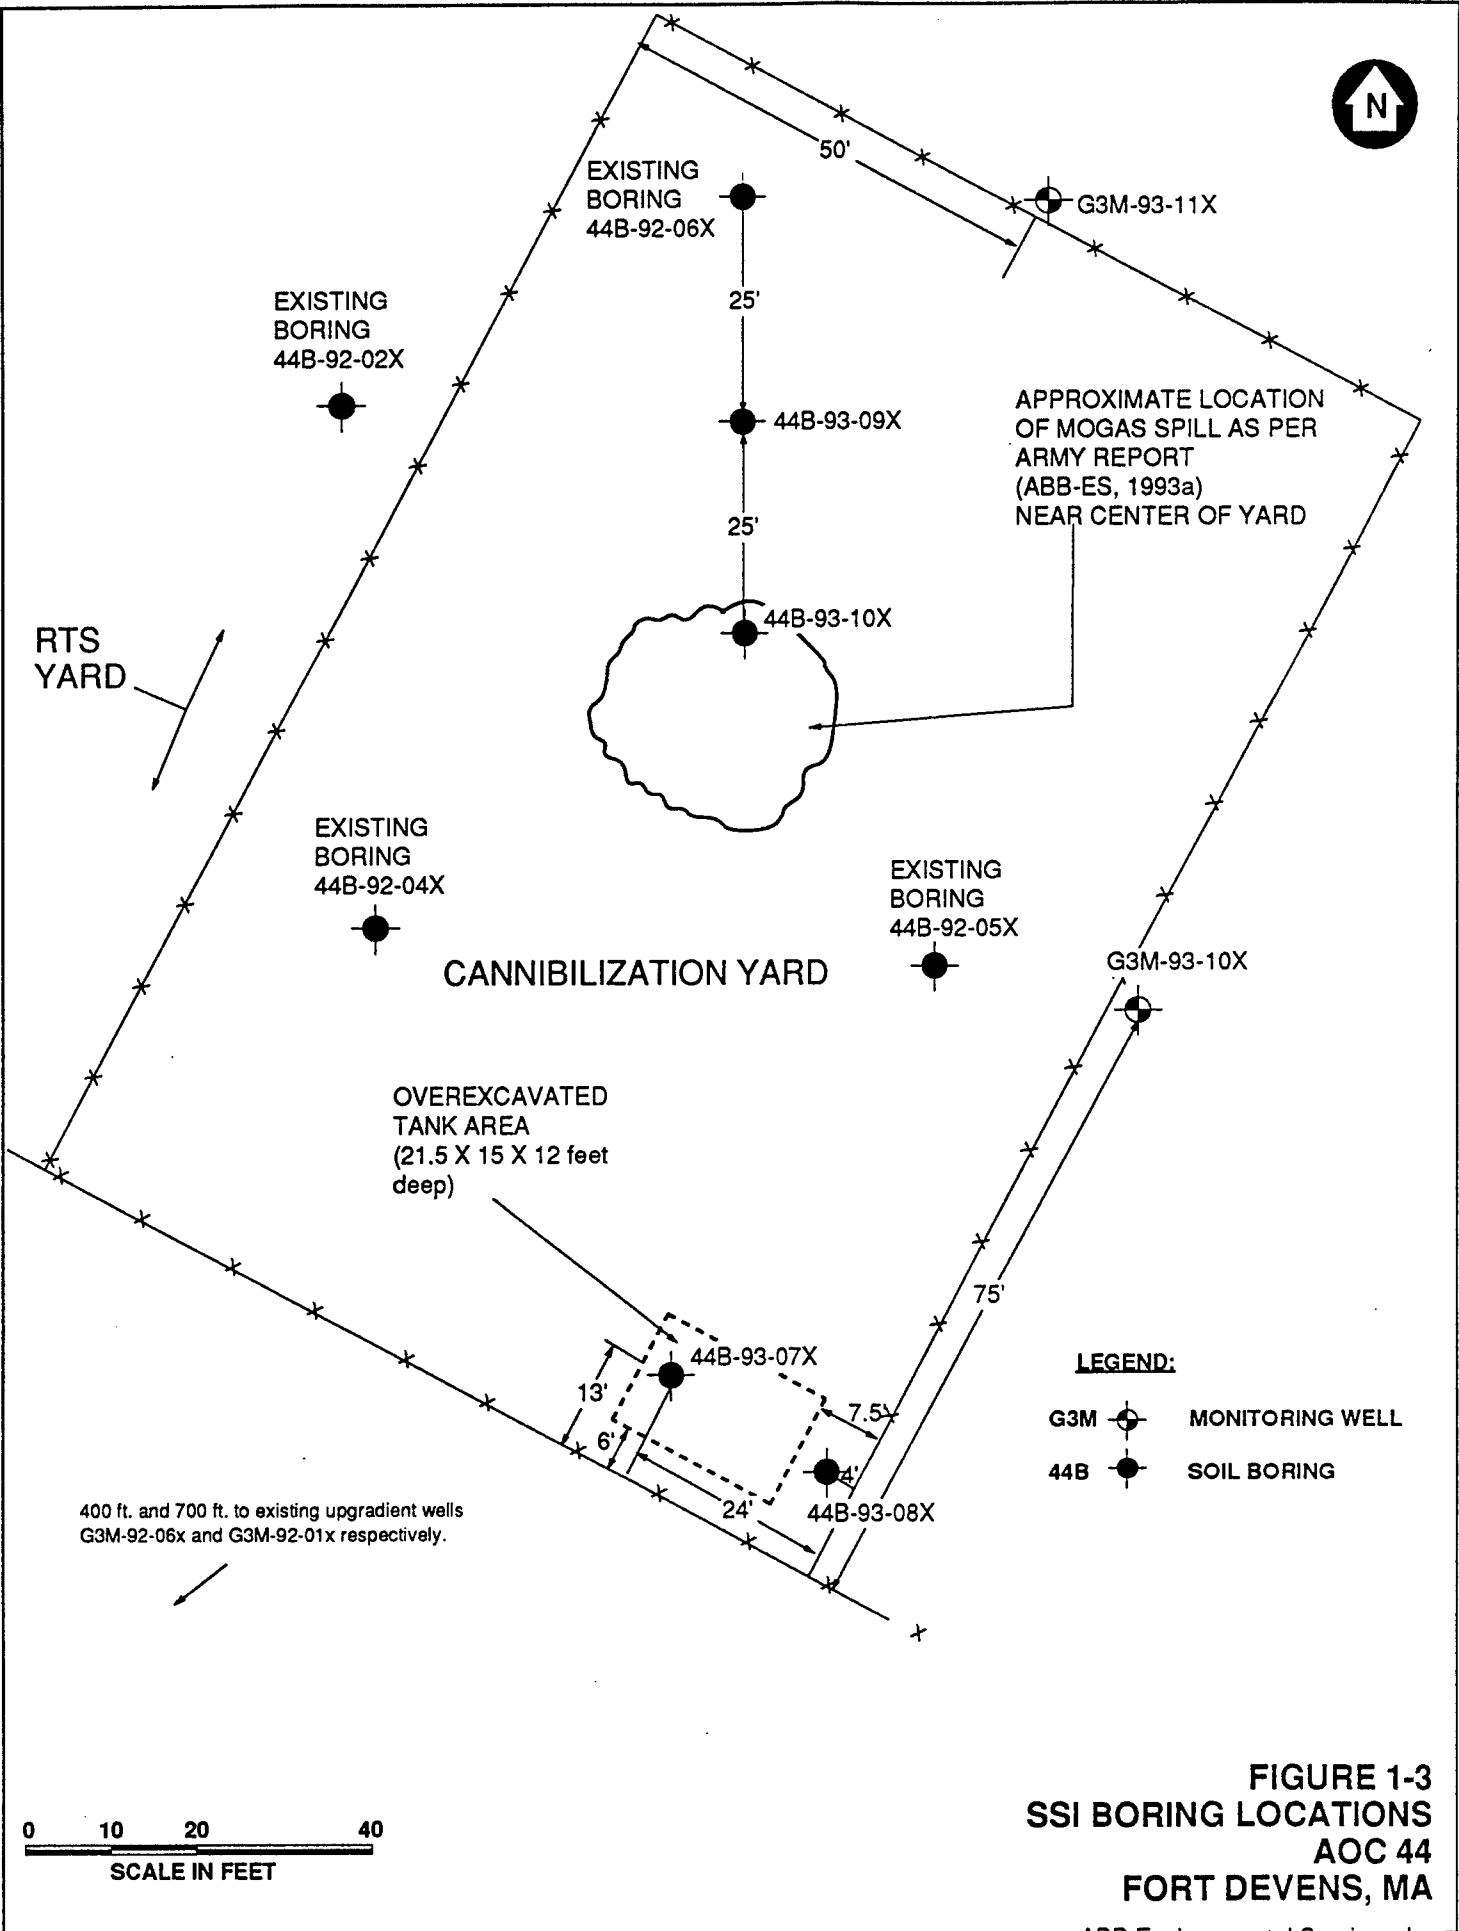 N
50'
EXISTING
BORING
44B-92-06X
G3M-93-11X
25'
EXISTING
BORING
44B-92-02X
44B-93-09X
APPROXIMATE LOCATION
OF MOGAS SPILL AS PER
ARMY REPORT
(ABB-ES, 1993a)
NEAR CENTER OF YARD
25'
44B-93-10X
RTS
YARD
EXISTING
BORING
44B-92-04X
EXISTING
BORING
44B-92-05X
CANNIBILIZATION YARD
G3M-93-10X
OVEREXCAVATED
TANK AREA
(21.5 X 15 X 12 feet
deep)
75'
44B-93-07X
13'
7.5'
6'
4'
24'
44B-93-08X
LEGEND:
G3M MONITORING WELL
44B SOIL BORING
400 ft. and 700 ft. to existing upgradient wells
G3M-92-06x and G3M-92-01x respectively.
0 10 20 40
SCALE IN FEET
FIGURE 1-3
SSI BORING LOCATIONS
AOC 44
FORT DEVENS, MA